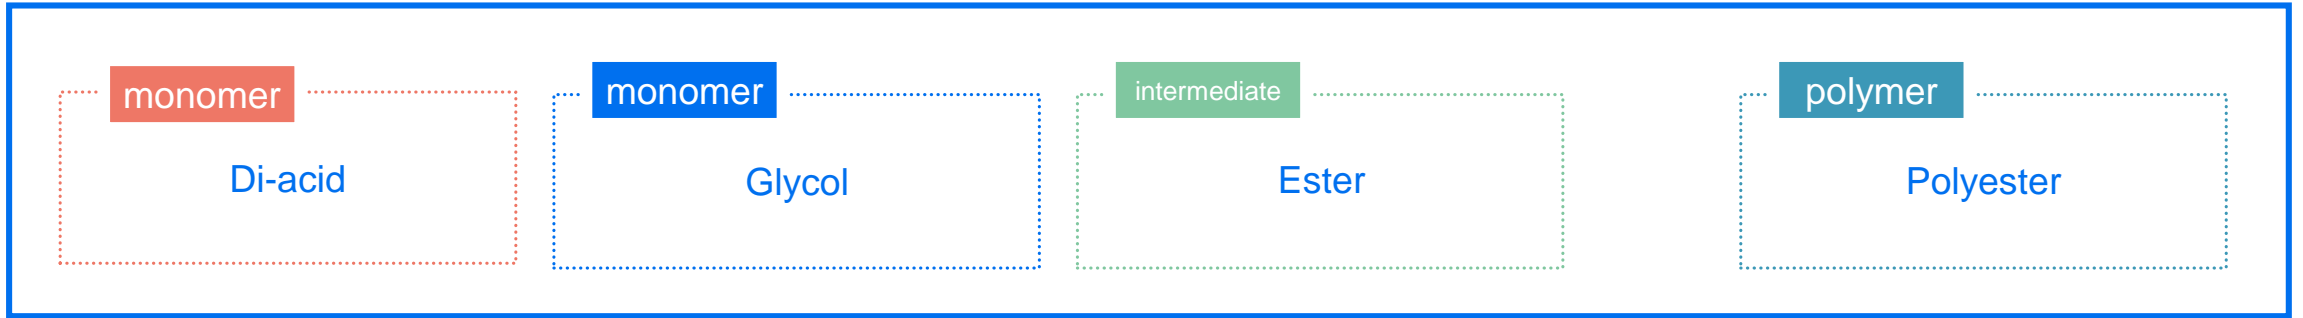 monomer
Di-acid
monomer
Glycol
intermediate
Ester
polymer
Polyester